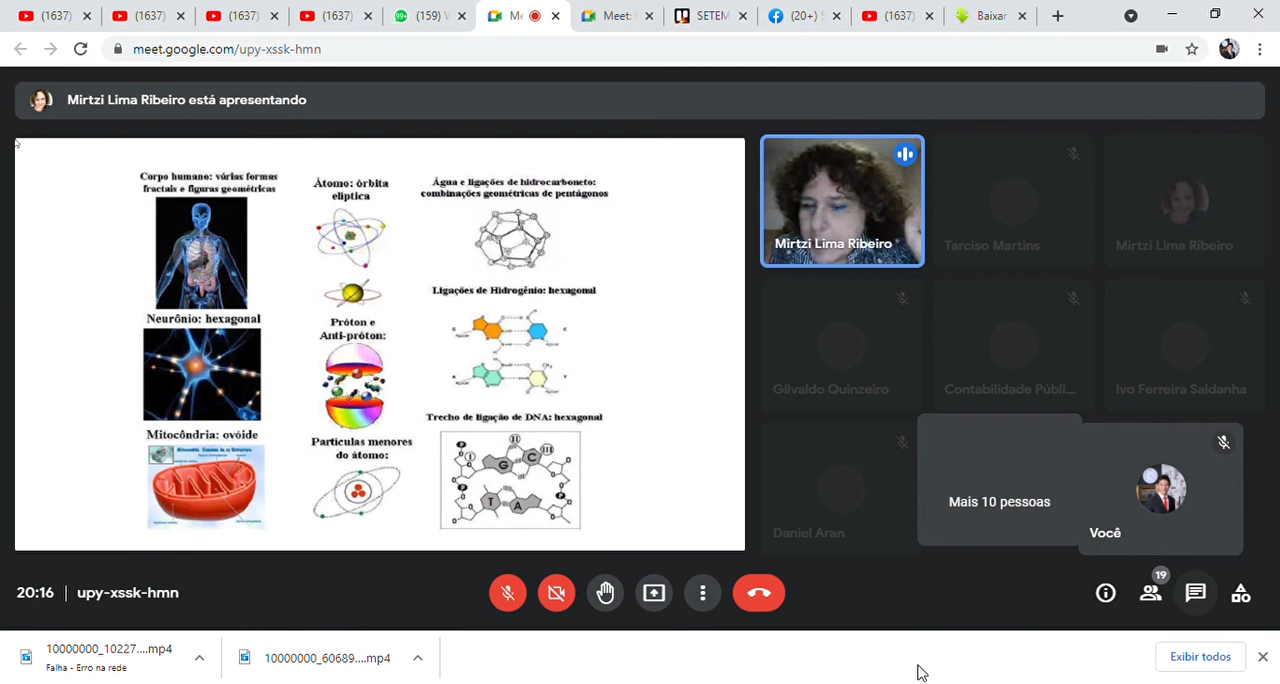 (1637)
(1637)
(1637)
(1637)
(159) W
Me
Meet:
SETEM
(20+)
(1637)
Baixar
meet.google.com/upy-xssk-hmn
Mirtzi Lima Ribeiro está apresentando
Corpo humano: várias formas
fractais e figuras geométricas
Neurônio: hexagonal
Mitocôndria: ovóide
Átomo: órbita
elíptica
Próton e
Anti-próton:
Partículas menores
do átomo:
Água e ligações de hidrocarboneto:
combinações geométricas de pentágonos
Ligações de Hidrogênio: hexagonal
Trecho de ligação de DNA: hexagonal
P
I
II
III
G
C
P
T
A
P
Mirtzi Lima Ribeiro
Tarciso Martins
Mirtzi Lima Ribeiro
Gilvaldo Quinzeiro
Contabilidade Públi...
Ivo Ferreira Saldanha
Daniel Aran
Mais 10 pessoas
Você
20:16 | upy-xssk-hmn
19
10000000_10227....mp4
Falha - Erro na rede
10000000_60689....mp4
Exibir todos